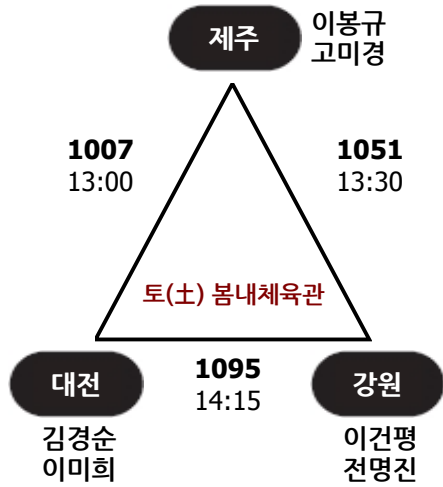 제주
이봉규
고미경
1007
13:00
1051
13:30
토(土) 봄내체육관
대전
1095
14:15
강원
김경순
이미희
이건평
전명진